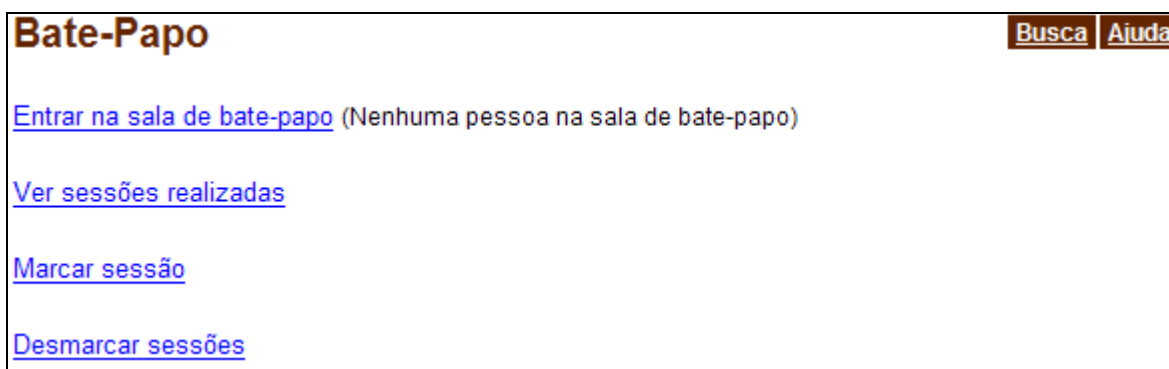 Bate-Papo
Busca Ajuda
Entrar na sala de bate-papo (Nenhuma pessoa na sala de bate-papo)
Ver sessões realizadas
Marcar sessão
Desmarcar sessões